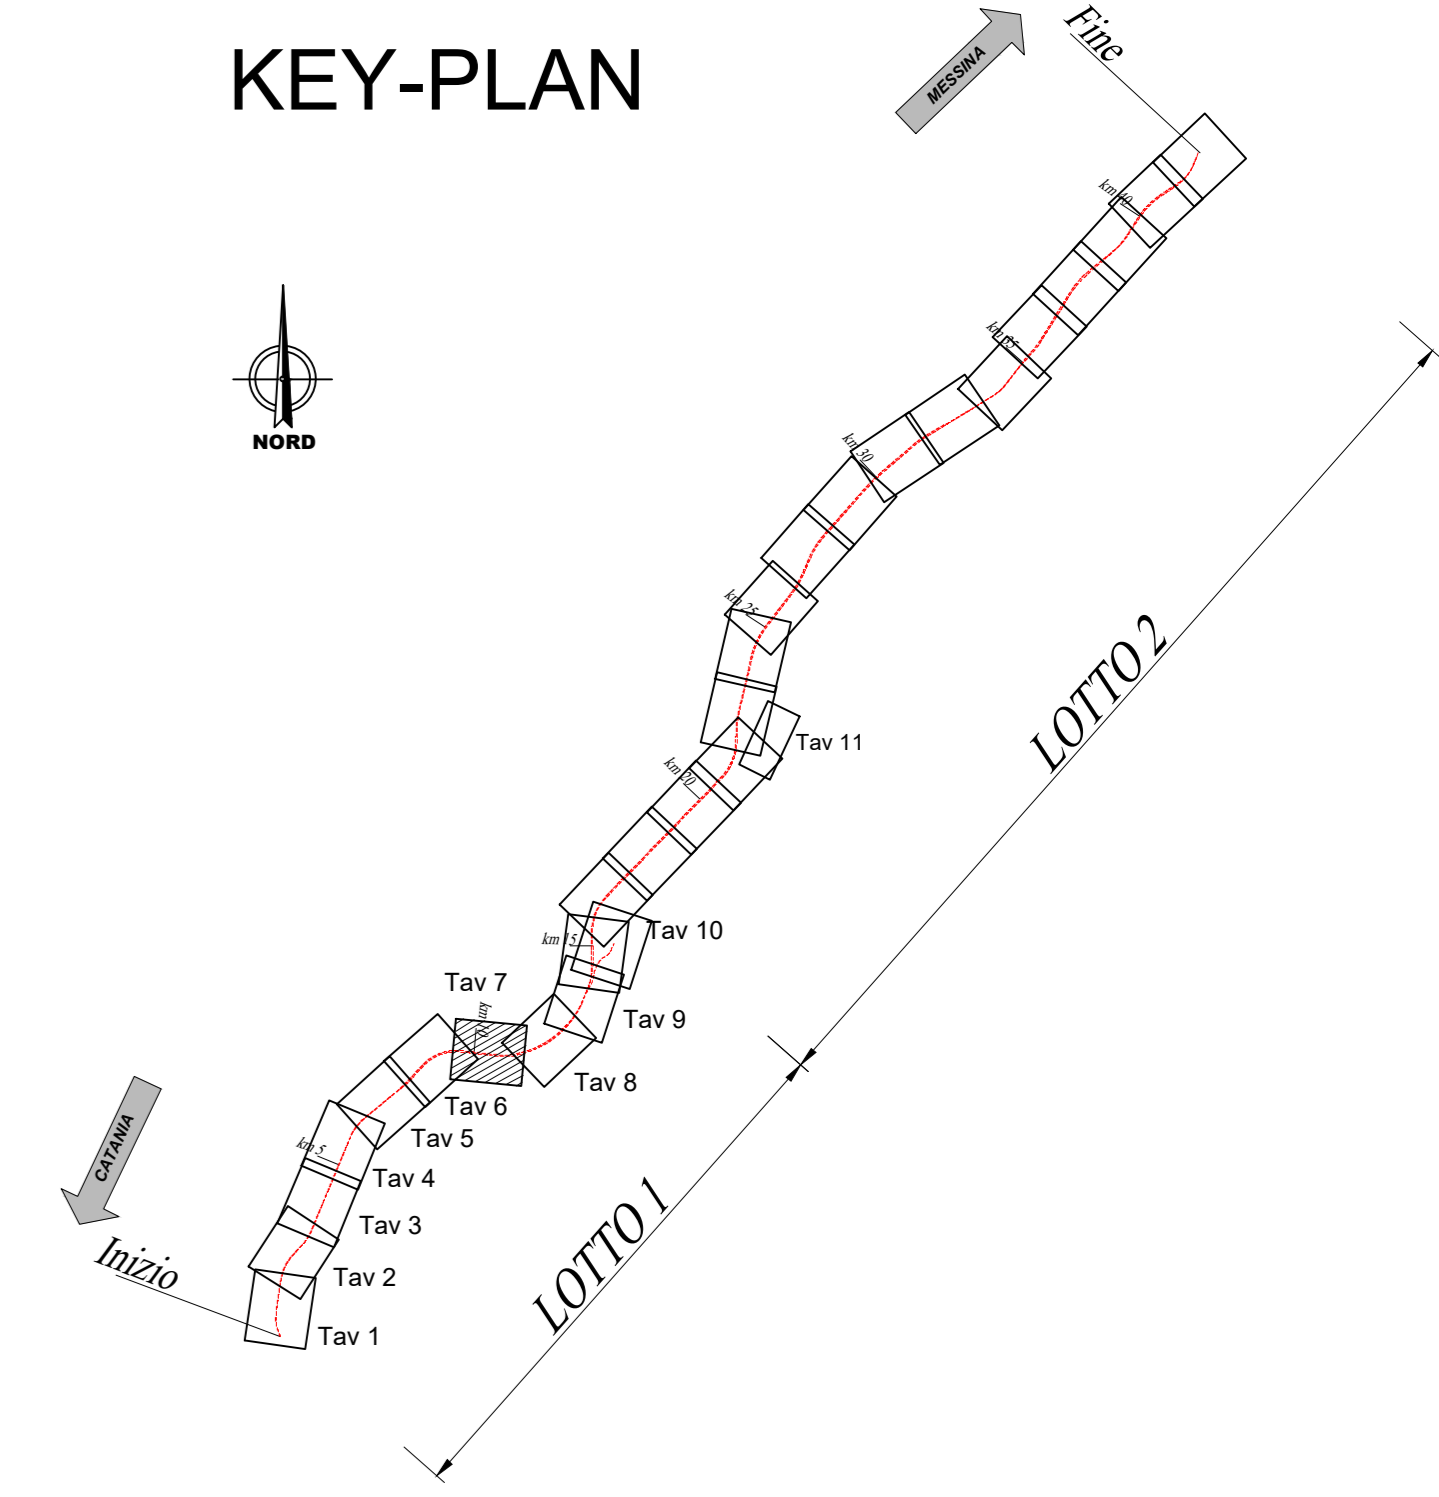 KEY-PLAN
Fine
MESSINA
km 40
NORD
km 35
km 30
km 25
LOTTO 2
Tav 11
km 20
Tav 10
km 15
Tav 7
km 10
Tav 9
Tav 8
Tav 6
Tav 5
CATANIA
km 5
Tav 4
Tav 3
LOTTO 1
Inizio
Tav 2
Tav 1